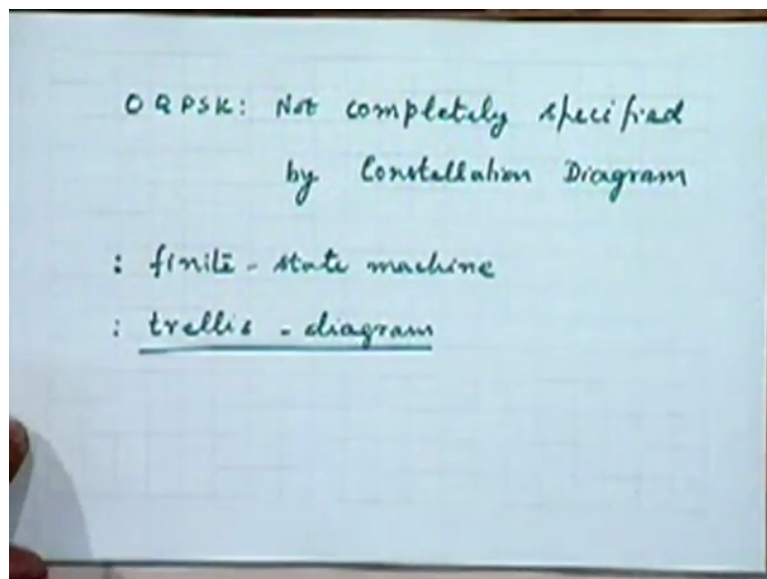 OQPSK: Not completely specified
by Constellation Diagram
: finite - state machine
: trellis - diagram